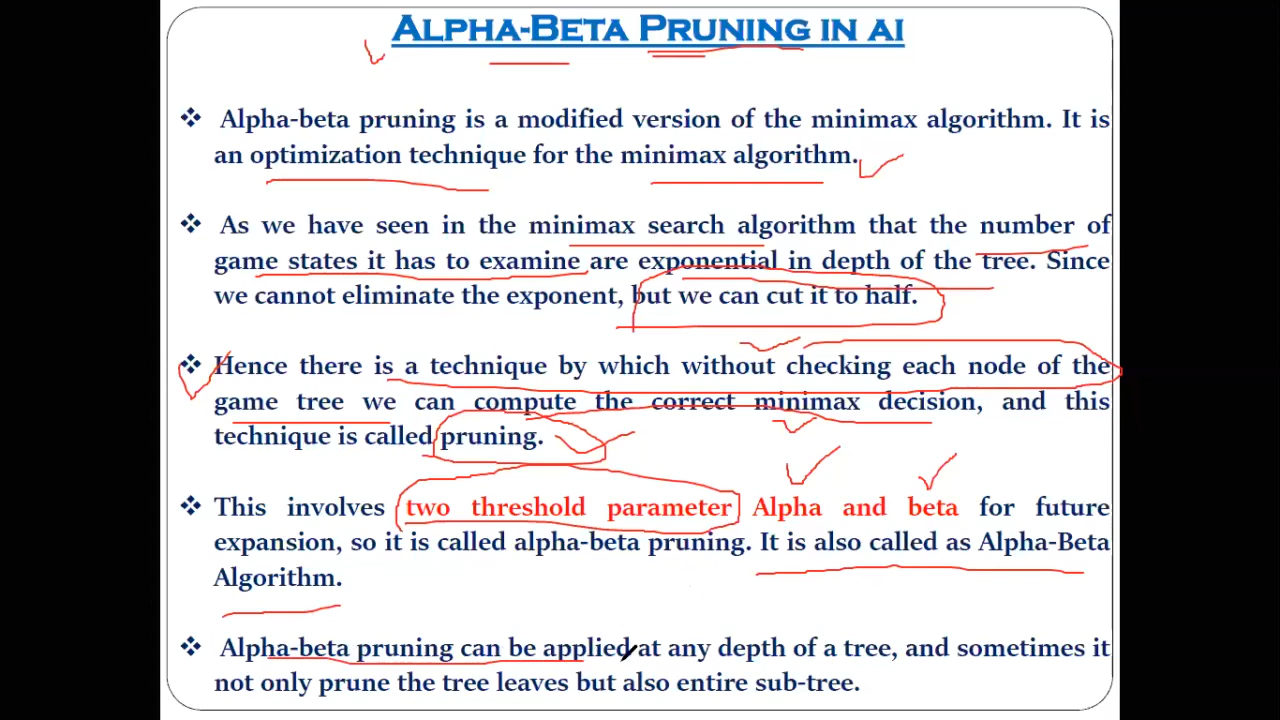 ALPHA-BETA PRUNING IN AI
❖ Alpha-beta pruning is a modified version of the minimax algorithm. It is
an optimization technique for the minimax algorithm.
❖ As we have seen in the minimax search algorithm that the number of
game states it has to examine are exponential in depth of the tree. Since
we cannot eliminate the exponent, but we can cut it to half.
❖ Hence there is a technique by which without checking each node of the
game tree we can compute the correct minimax decision, and this
technique is called pruning.
❖ This involves two threshold parameter Alpha and beta for future
expansion, so it is called alpha-beta pruning. It is also called as Alpha-Beta
Algorithm.
❖ Alpha-beta pruning can be applied at any depth of a tree, and sometimes it
not only prune the tree leaves but also entire sub-tree.